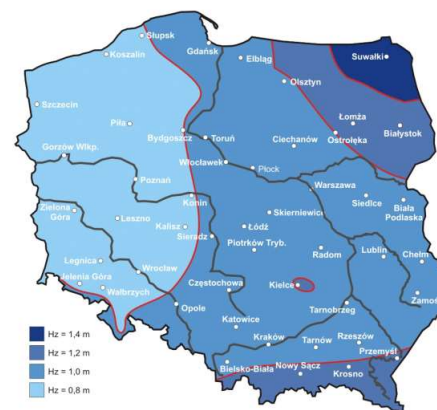 Słupsk
Gdańsk
Koszalin
Elbląg
Suwałki
Olsztyn
Szczecin
Piła
Łomża
Białystok
Ostrołęka
Bydgoszcz
Toruń
Ciechanów
Gorzów Wlkp.
Włocławek
Płock
Poznań
Warszawa
Konin
Siedlce
Biała
Podlaska
Zielona
Góra
Leszno
Kalisz
Sieradz
Łódź
Skierniewice
Piotrków Tryb.
Radom
Lublin
Chełm
Legnica
Jelenia Góra
Wrocław
Wałbrzych
Opole
Częstochowa
Kielce
Zamość
Tarnobrzeg
Katowice
Kraków
Tarnów
Rzeszów
Przemyśl
Bielsko-Biała
Nowy Sącz
Krosno
Hz = 1,4 m
Hz = 1,2 m
Hz = 1,0 m
Hz = 0,8 m